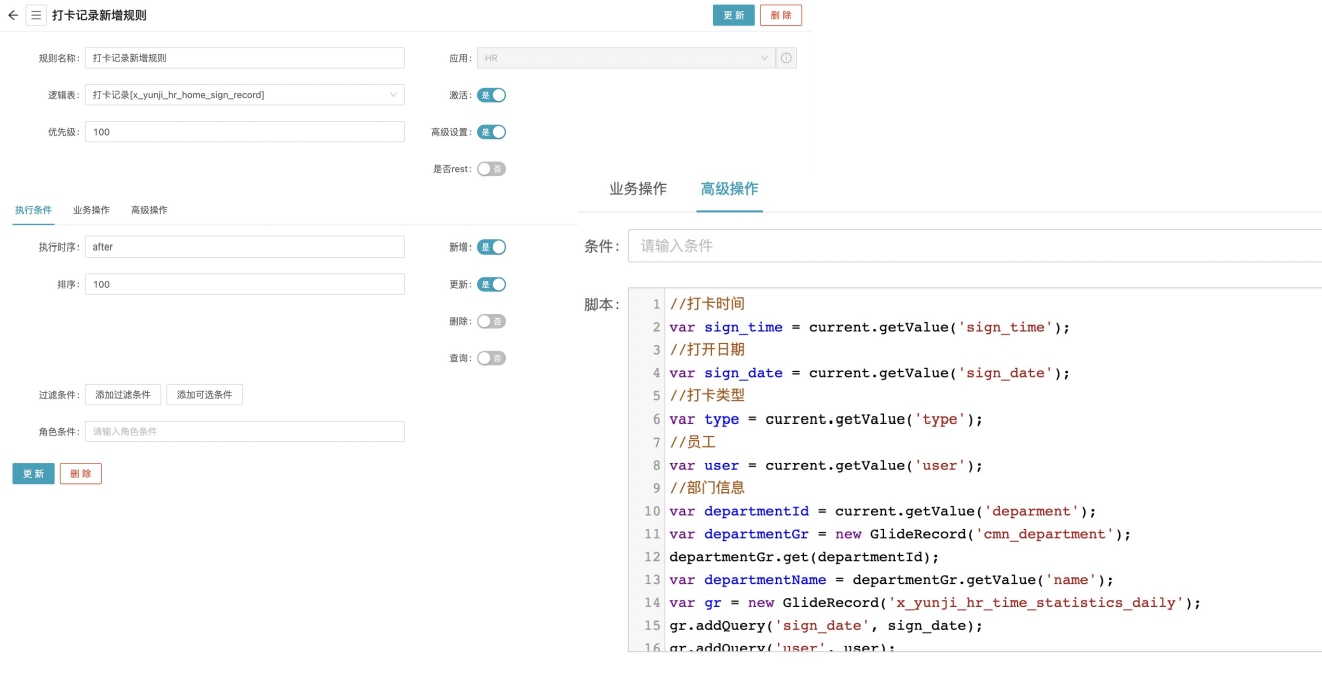 打卡记录新增规则
更 新
删 除
规则名称:
打卡记录新增规则
应用:
HR
逻辑表:
打卡记录[x_yunji_hr_home_sign_record]
激活:
是
优先级:
100
高级设置:
是
是否rest:
否
执行条件
业务操作
高级操作
执行时序:
after
新增:
是
排序:
100
更新:
是
删除:
否
查询:
否
过滤条件:
添加过滤条件
添加可选条件
角色条件:
请输入角色条件
更 新
删 除
业务操作
高级操作
条件:
请输入条件
脚本:
1 //打卡时间
2 var sign_time = current.getValue('sign_time');
3 //打开日期
4 var sign_date = current.getValue('sign_date');
5 //打卡类型
6 var type = current.getValue('type');
7 //员工
8 var user = current.getValue('user');
9 //部门信息
10 var departmentId = current.getValue('deparment');
11 var departmentGr = new GlideRecord('cmn_department');
12 departmentGr.get(departmentId);
13 var departmentName = departmentGr.getValue('name');
14 var gr = new GlideRecord('x_yunji_hr_time_statistics_daily');
15 gr.addQuery('sign_date', sign_date);
16 gr.addQuery('user', user);